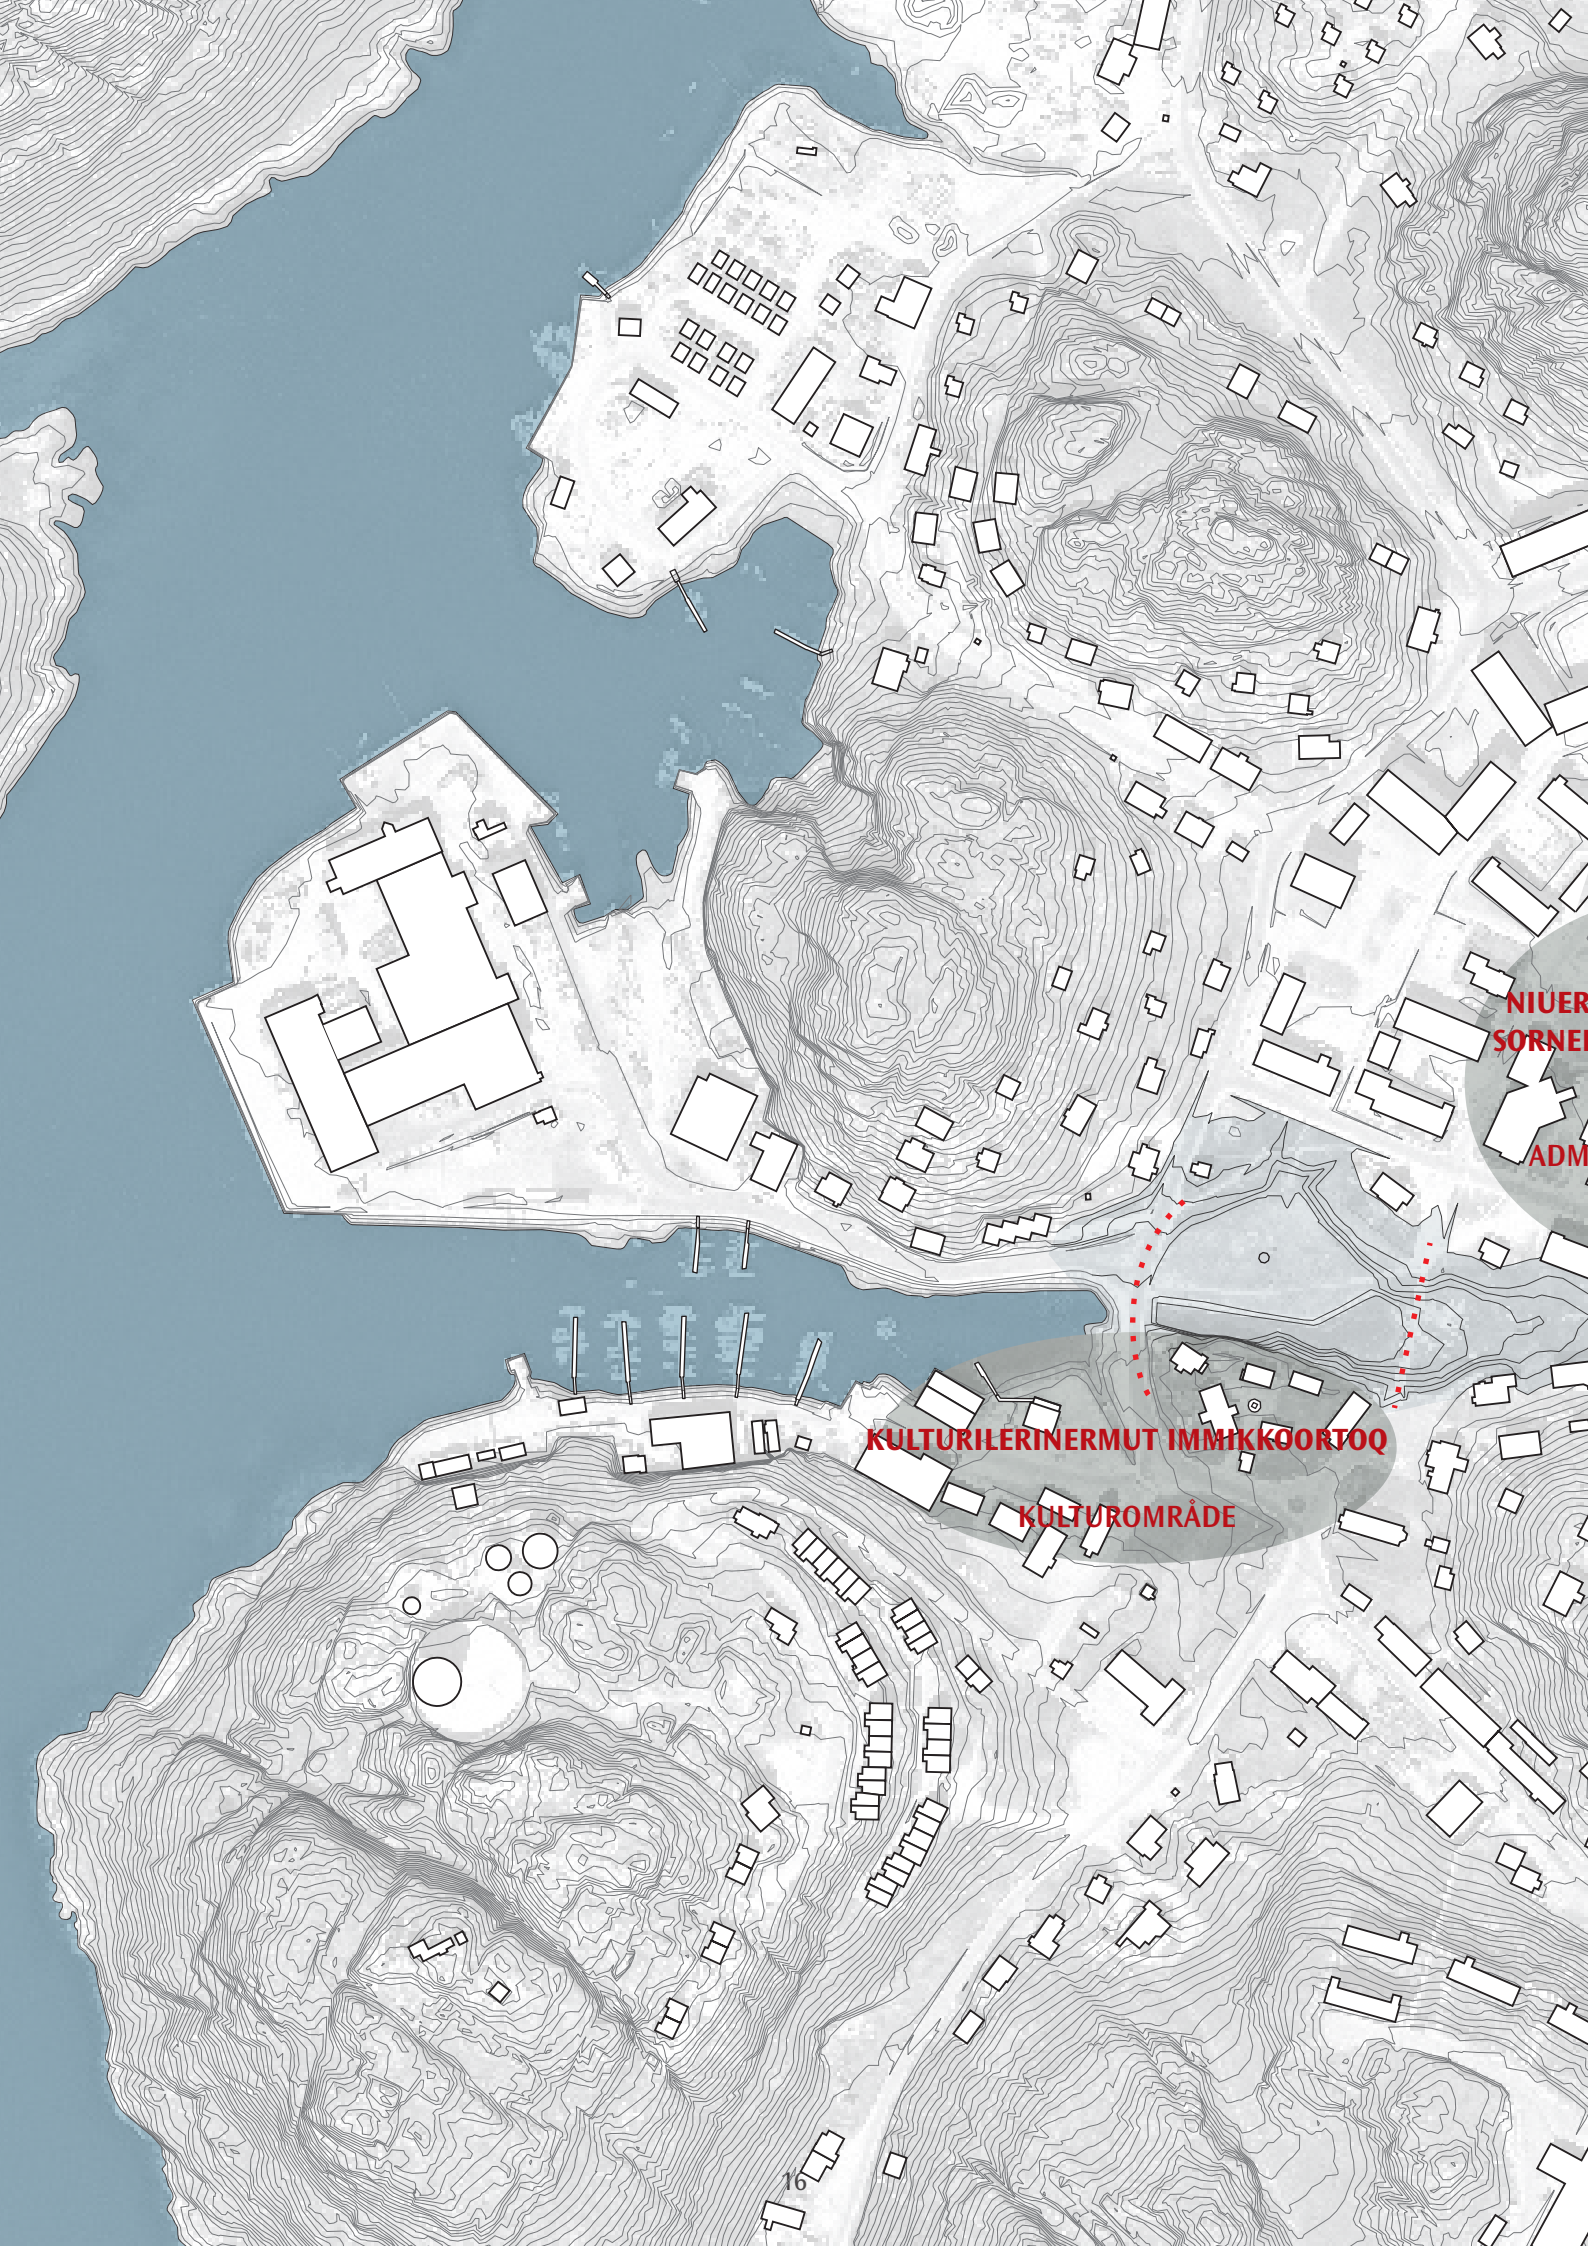 NIUER
SORNE
ADM
KULTURILERINERMUT IMMIKKOORTOQ
KULTUROMRÅDE
16